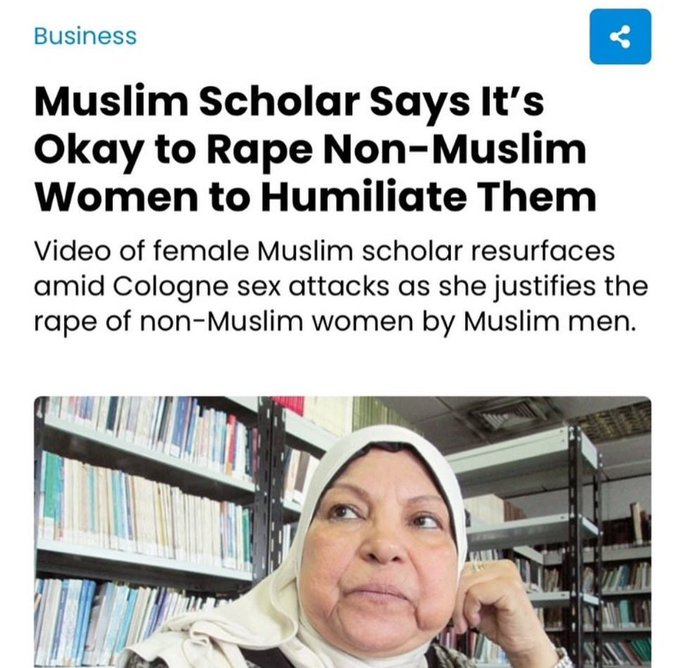 Business
Muslim Scholar Says It’s
Okay to Rape Non-Muslim
Women to Humiliate Them
Video of female Muslim scholar resurfaces
amid Cologne sex attacks as she justifies the
rape of non-Muslim women by Muslim men.